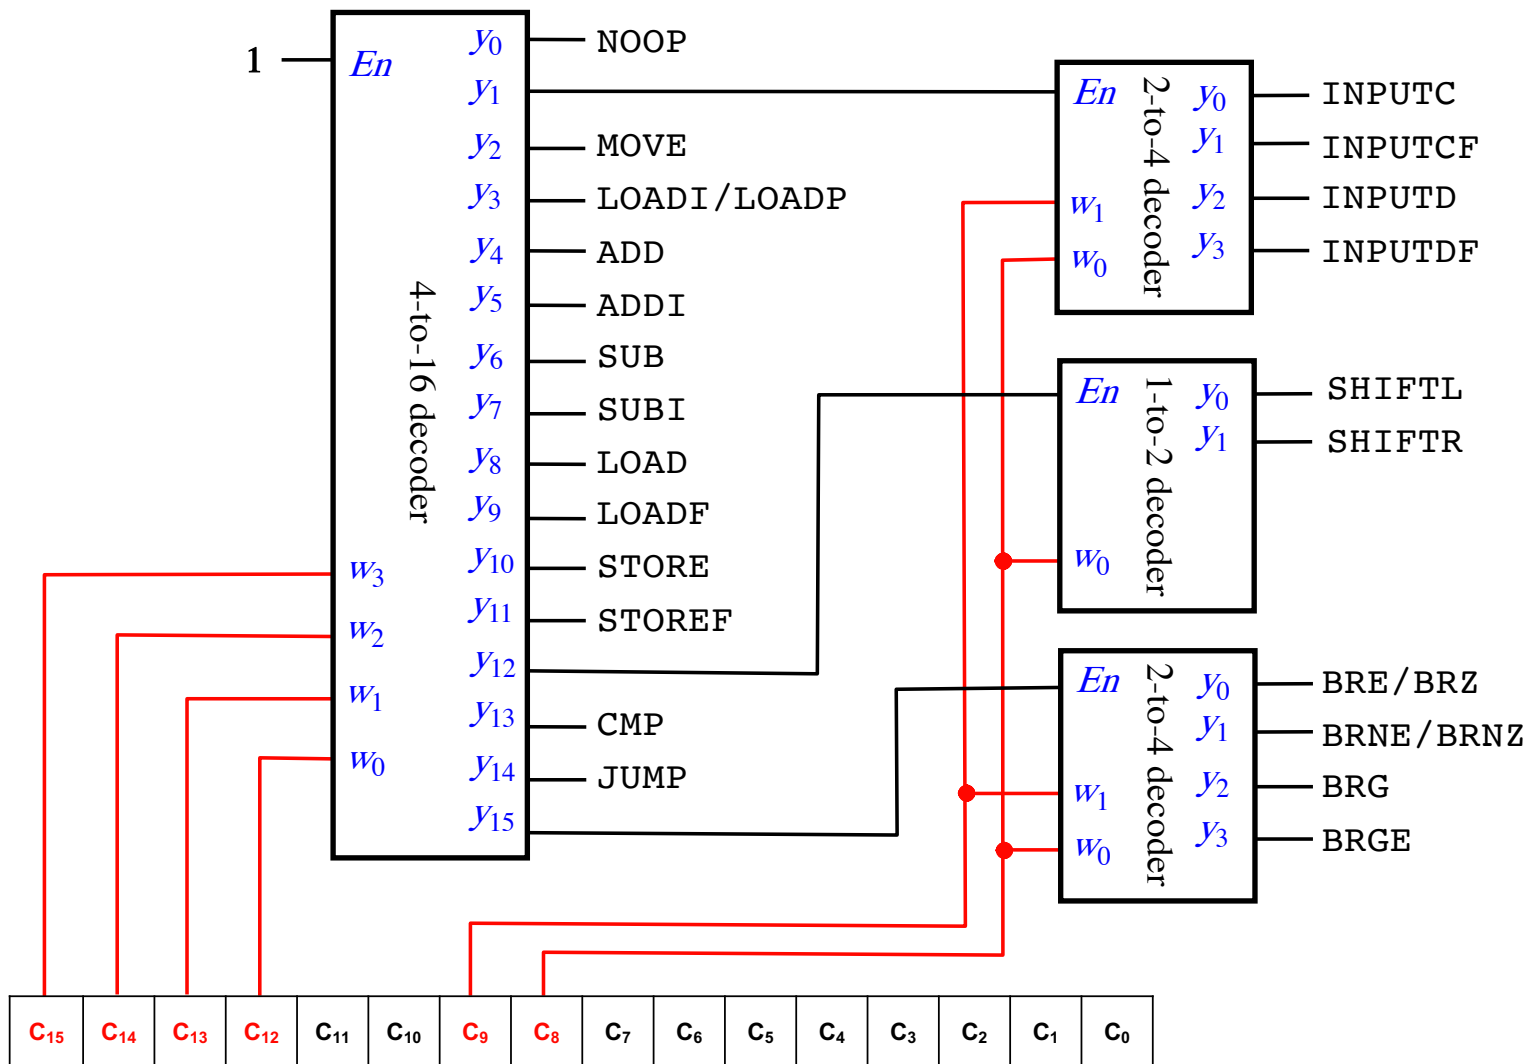 1
En
4-to-16 decoder
w3
w2
w1
w0
y0
y1
y2
y3
y4
y5
y6
y7
y8
y9
y10
y11
y12
y13
y14
y15
NOOP
MOVE
LOADI/LOADP
ADD
ADDI
SUB
SUBI
LOAD
LOADF
STORE
STOREF
CMP
JUMP
En
w1
w0
2-to-4 decoder
y0
y1
y2
y3
INPUTC
INPUTCF
INPUTD
INPUTDF
En
w0
1-to-2 decoder
y0
y1
SHIFTL
SHIFTR
En
w1
w0
2-to-4 decoder
y0
y1
y2
y3
BRE/BRZ
BRNE/BRNZ
BRG
BRGE
C15 C14 C13 C12 C11 C10 C9 C8 C7 C6 C5 C4 C3 C2 C1 C0